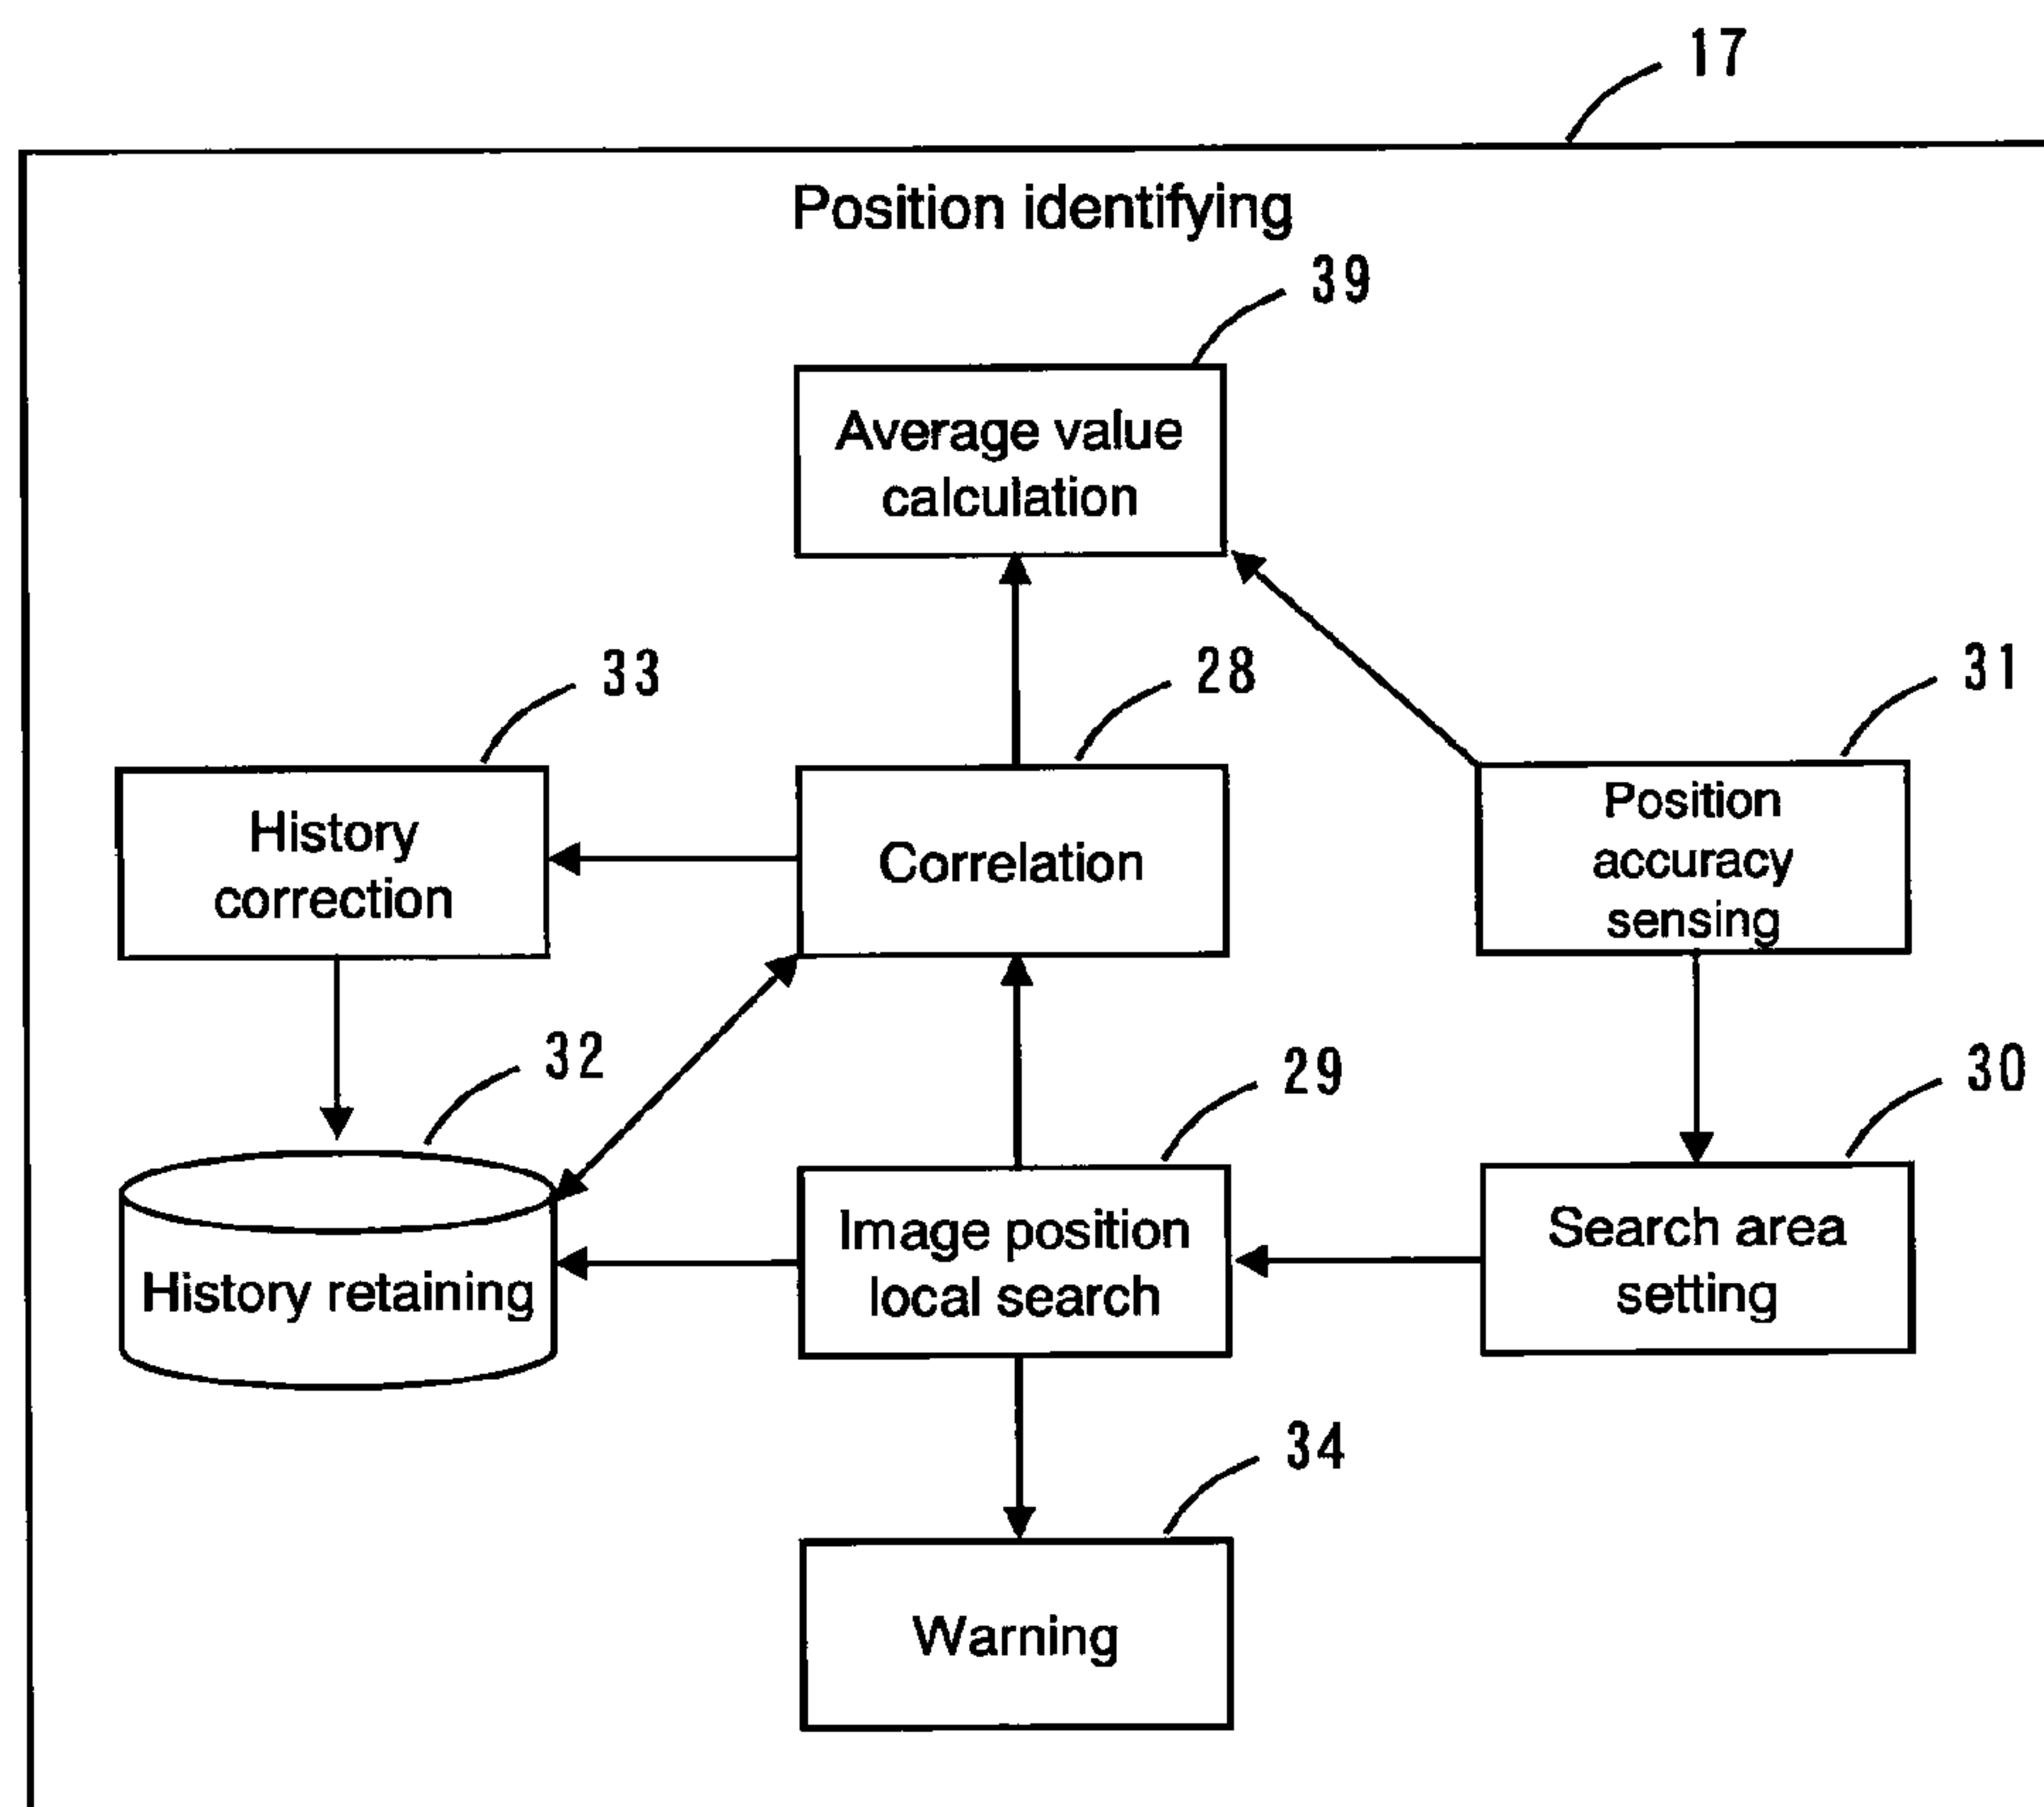 17
Position identifying
39
Average value
calculation
33
28
31
History
correction
Correlation
Position
accuracy
sensing
32
29
30
History retaining
Image position
local search
Search area
setting
34
Warning